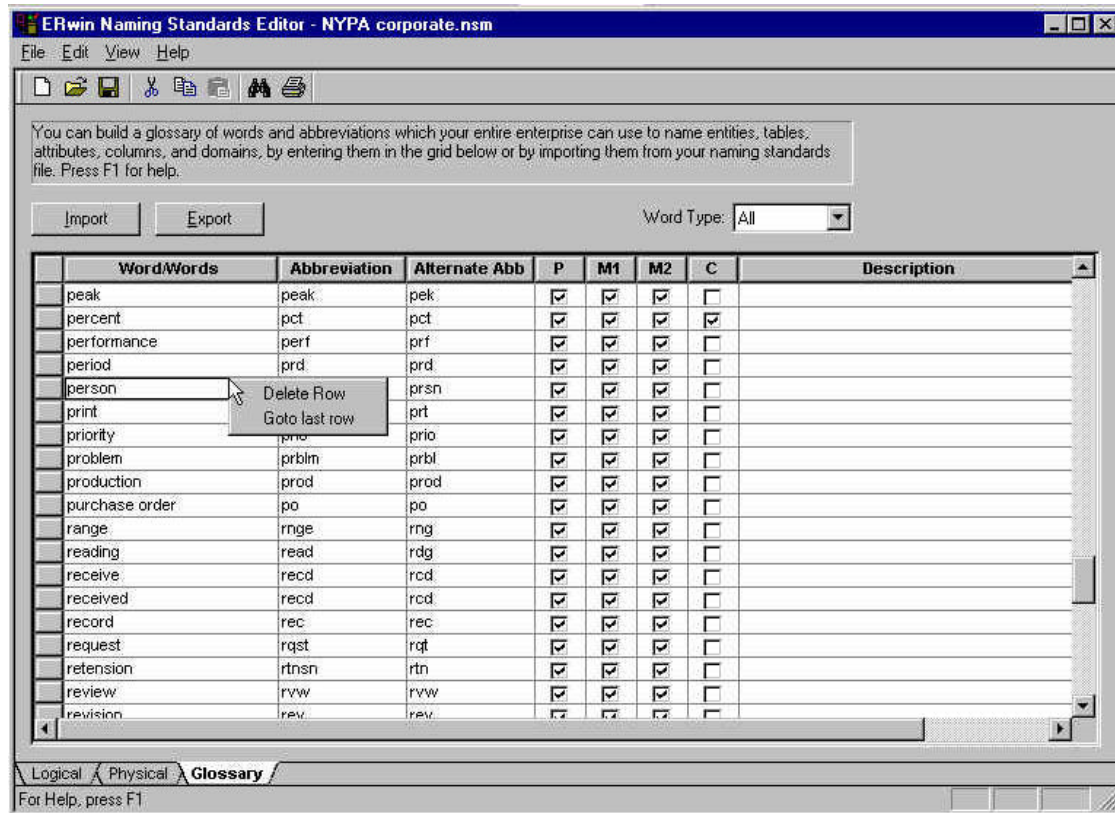 ERwin Naming Standards Editor - NYPA corporate.nsm
File Edit View Help
You can build a glossary of words and abbreviations which your entire enterprise can use to name entities, tables,
attributes, columns, and domains, by entering them in the grid below or by importing them from your naming standards
file. Press F1 for help.
Import Export Word Type: All
Word/Words Abbreviation Alternate Abb P M1 M2 C Description
peak peak pek
percent pct pct
performance perf prf
period prd prd
person prsn
Delete Row
print prt
Goto last row
priority prio prio
problem prblm prbl
production prod prod
purchase order po po
range rnge rng
reading read rdg
receive recd rcd
received recd rcd
record rec rec
request rqst rqt
retension rtnsn rtn
review rvw rvw
revision rev rev
Logical Physical Glossary
For Help, press F1